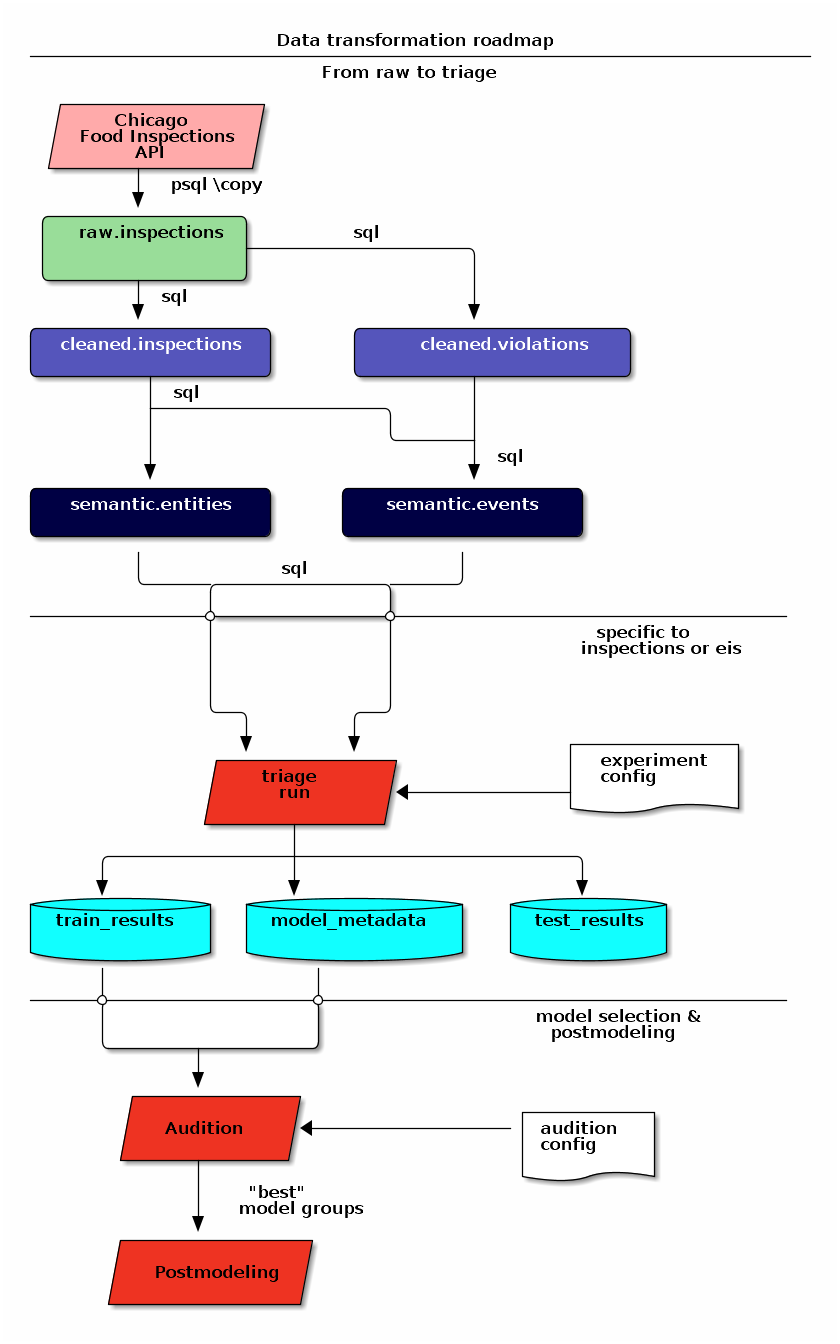 Data transformation roadmap
From raw to triage
Chicago
Food Inspections
API
psql \copy
raw.inspections
sql
sql
cleaned.inspections
cleaned.violations
sql
sql
semantic.entities
semantic.events
sql
specific to
inspections or eis
triage
run
experiment
config
train_results
model_metadata
test_results
model selection &
postmodeling
Audition
audition
config
"best"
model groups
Postmodeling